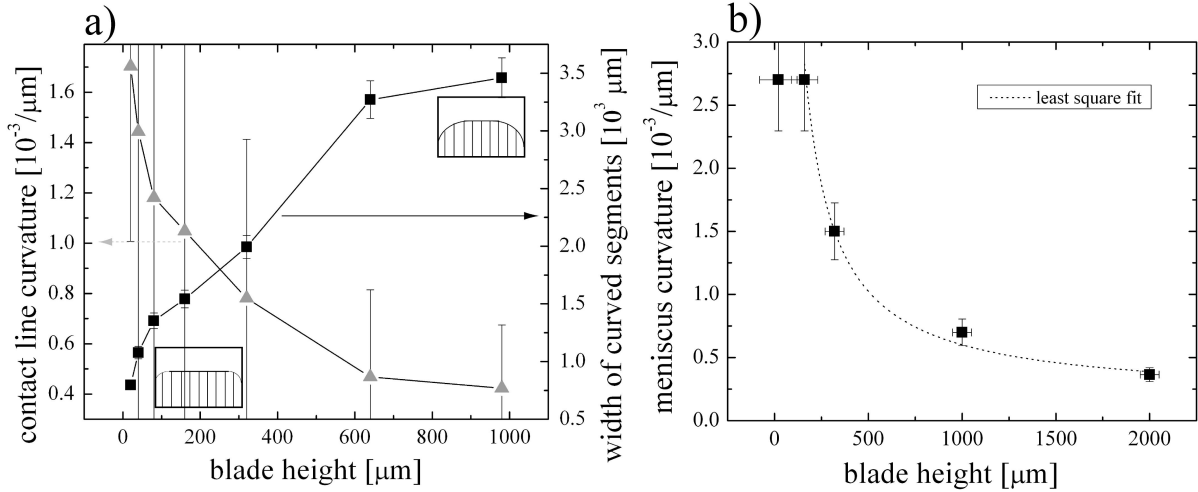 a)
contact line curvature [10⁻³/μm]
1.6
1.4
1.2
1.0
0.8
0.6
0.4
0 200 400 600 800 1000
blade height [μm]
3.5
3.0
2.5
2.0
1.5
1.0
0.5
width of curved segments [10³ μm]
b)
meniscus curvature [10⁻³/μm]
3.0
2.5
2.0
1.5
1.0
0.5
0.0
0 500 1000 1500 2000
blade height [μm]
least square fit